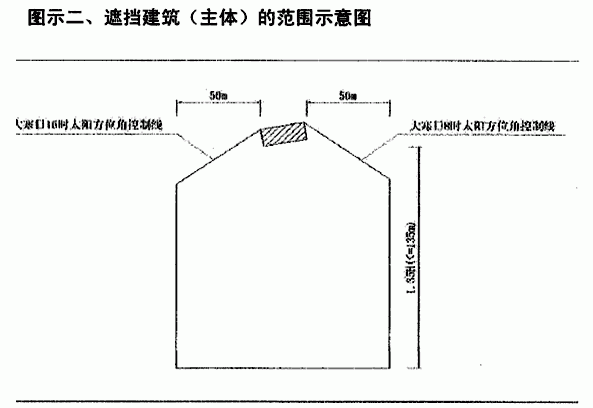 图示二、遮挡建筑（主体）的范围示意图
50m
50m
大寒日16时太阳方位角控制线
大寒日8时太阳方位角控制线
1.35H(<=135m)